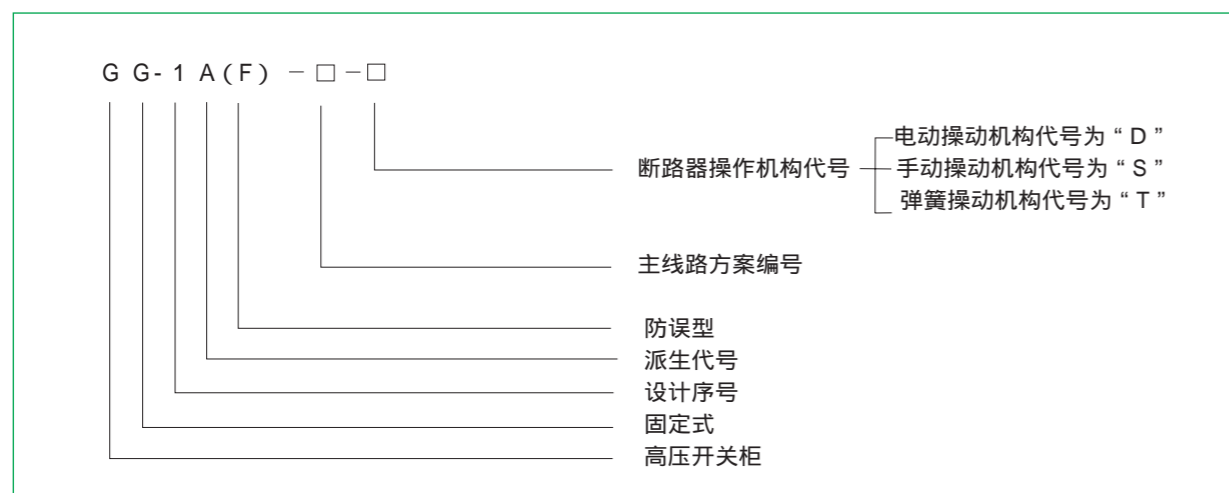 G G - 1 A ( F ) － □ － □
电动操动机构代号为“ D ”
断路器操作机构代号
手动操动机构代号为“ S ”
弹簧操动机构代号为“ T ”
主线路方案编号
防误型
派生代号
设计序号
固定式
高压开关柜